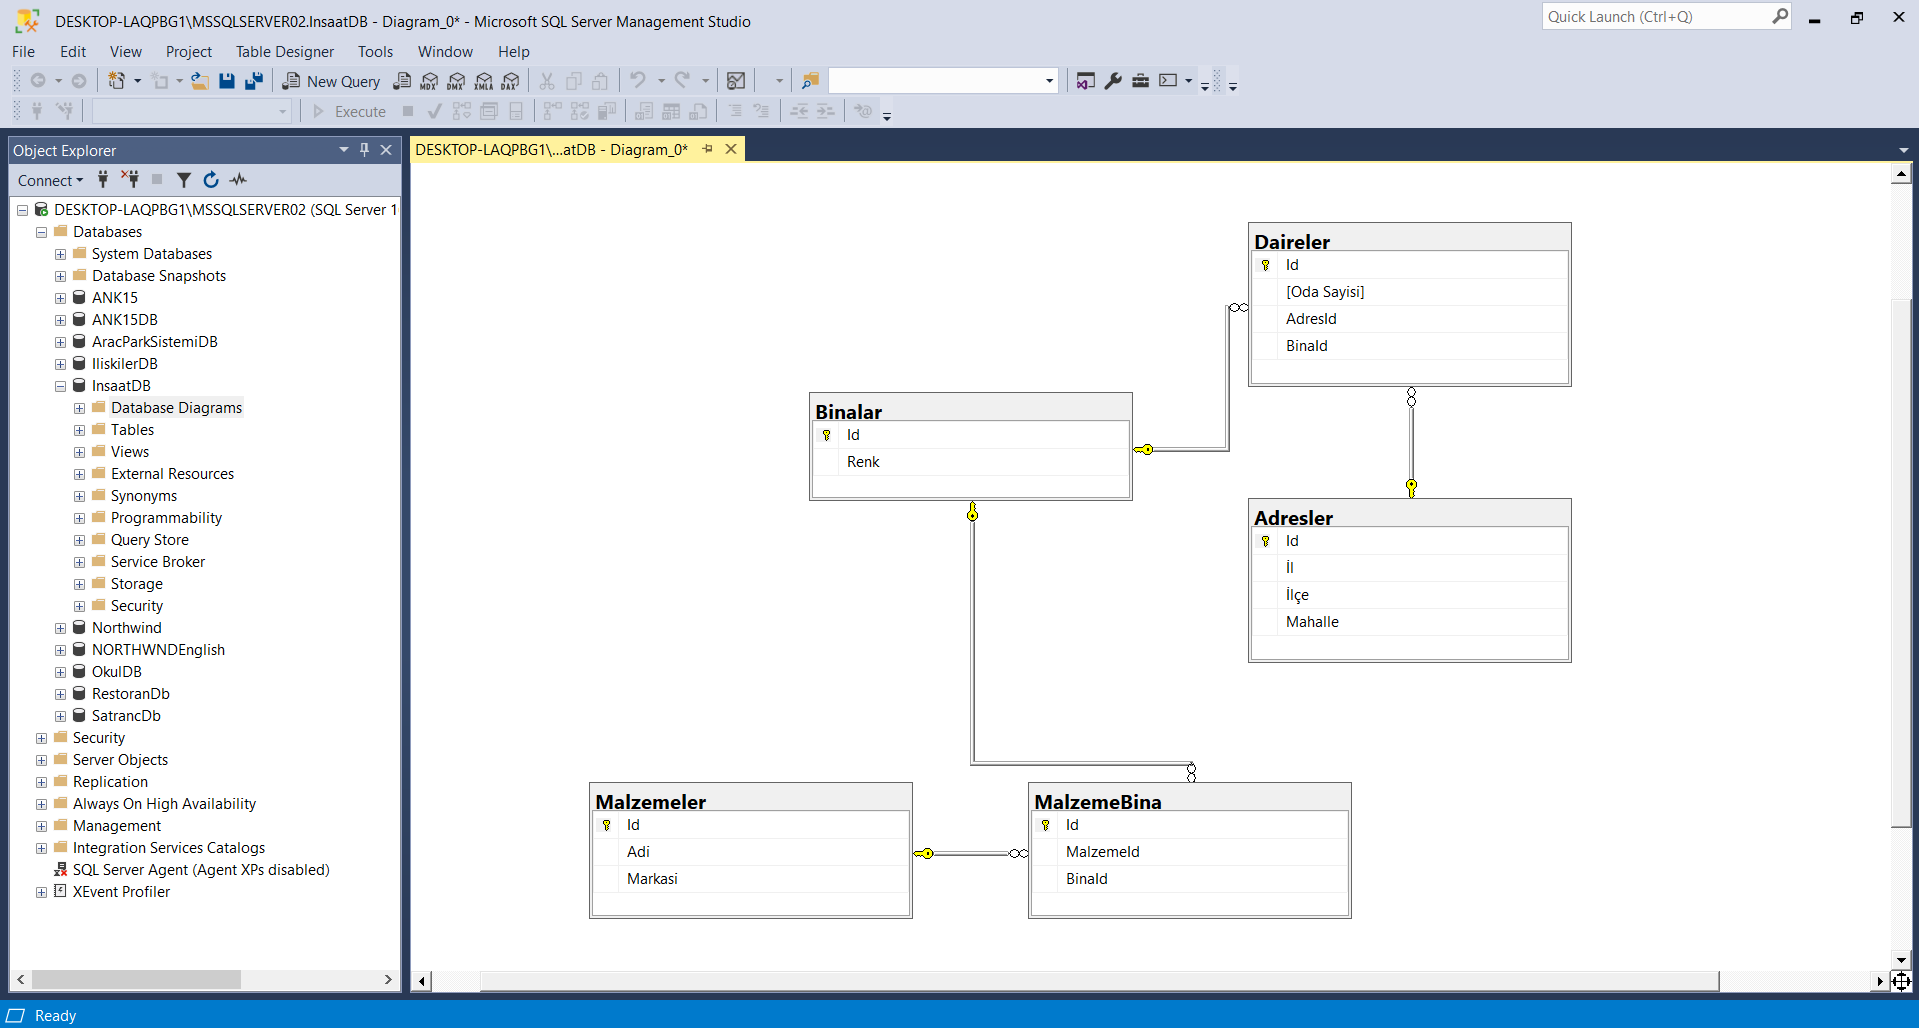 DESKTOP-LAQPBG1\MSSQLSERVER02.InsaatDB - Diagram_0* - Microsoft SQL Server Management Studio
Quick Launch (Ctrl+Q)
File Edit View Project Table Designer Tools Window Help
New Query MDX DMX XMLA DAX
Execute
Object Explorer
Connect
DESKTOP-LAQPBG1\MSSQLSERVER02 (SQL Server 1
Databases
System Databases
Database Snapshots
ANK15
ANK15DB
AracParkSistemiDB
IliskilerDB
InsaatDB
Database Diagrams
Tables
Views
External Resources
Synonyms
Programmability
Query Store
Service Broker
Storage
Security
Northwind
NORTHWNDEnglish
OkulDB
RestoranDb
SatrancDb
Security
Server Objects
Replication
Always On High Availability
Management
Integration Services Catalogs
SQL Server Agent (Agent XPs disabled)
XEvent Profiler
DESKTOP-LAQPBG1\...atDB - Diagram_0*
Daireler
Id
[Oda Sayisi]
AdresId
BinaId
Binalar
Id
Renk
Adresler
Id
İl
İlçe
Mahalle
Malzemeler
Id
Adi
Markasi
MalzemeBina
Id
MalzemeId
BinaId
Ready